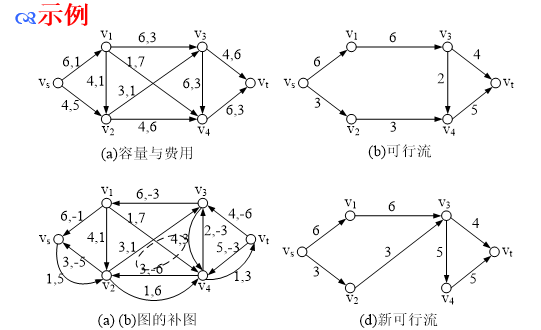 示例
v1 6,3 v3
6,1 4,6
4,1 1,7 6,3
vs vt
4,5 3,1 6,3
v2 4,6 v4
(a)容量与费用
v1 6 v3
6 4
vs 2 vt
3 5
v2 3 v4
(b)可行流
v1 6,-3 v3
6,-1 1,7 4,-6
vs 4,1 4,3 2,-3 vt
3,-5 3,1 5,-3
1,5 v2 3,-6 v4 1,3
1,6
(a) (b)图的补图
v1 6 v3
6 4
vs 3 5 vt
3 5
v2 v4
(d)新可行流